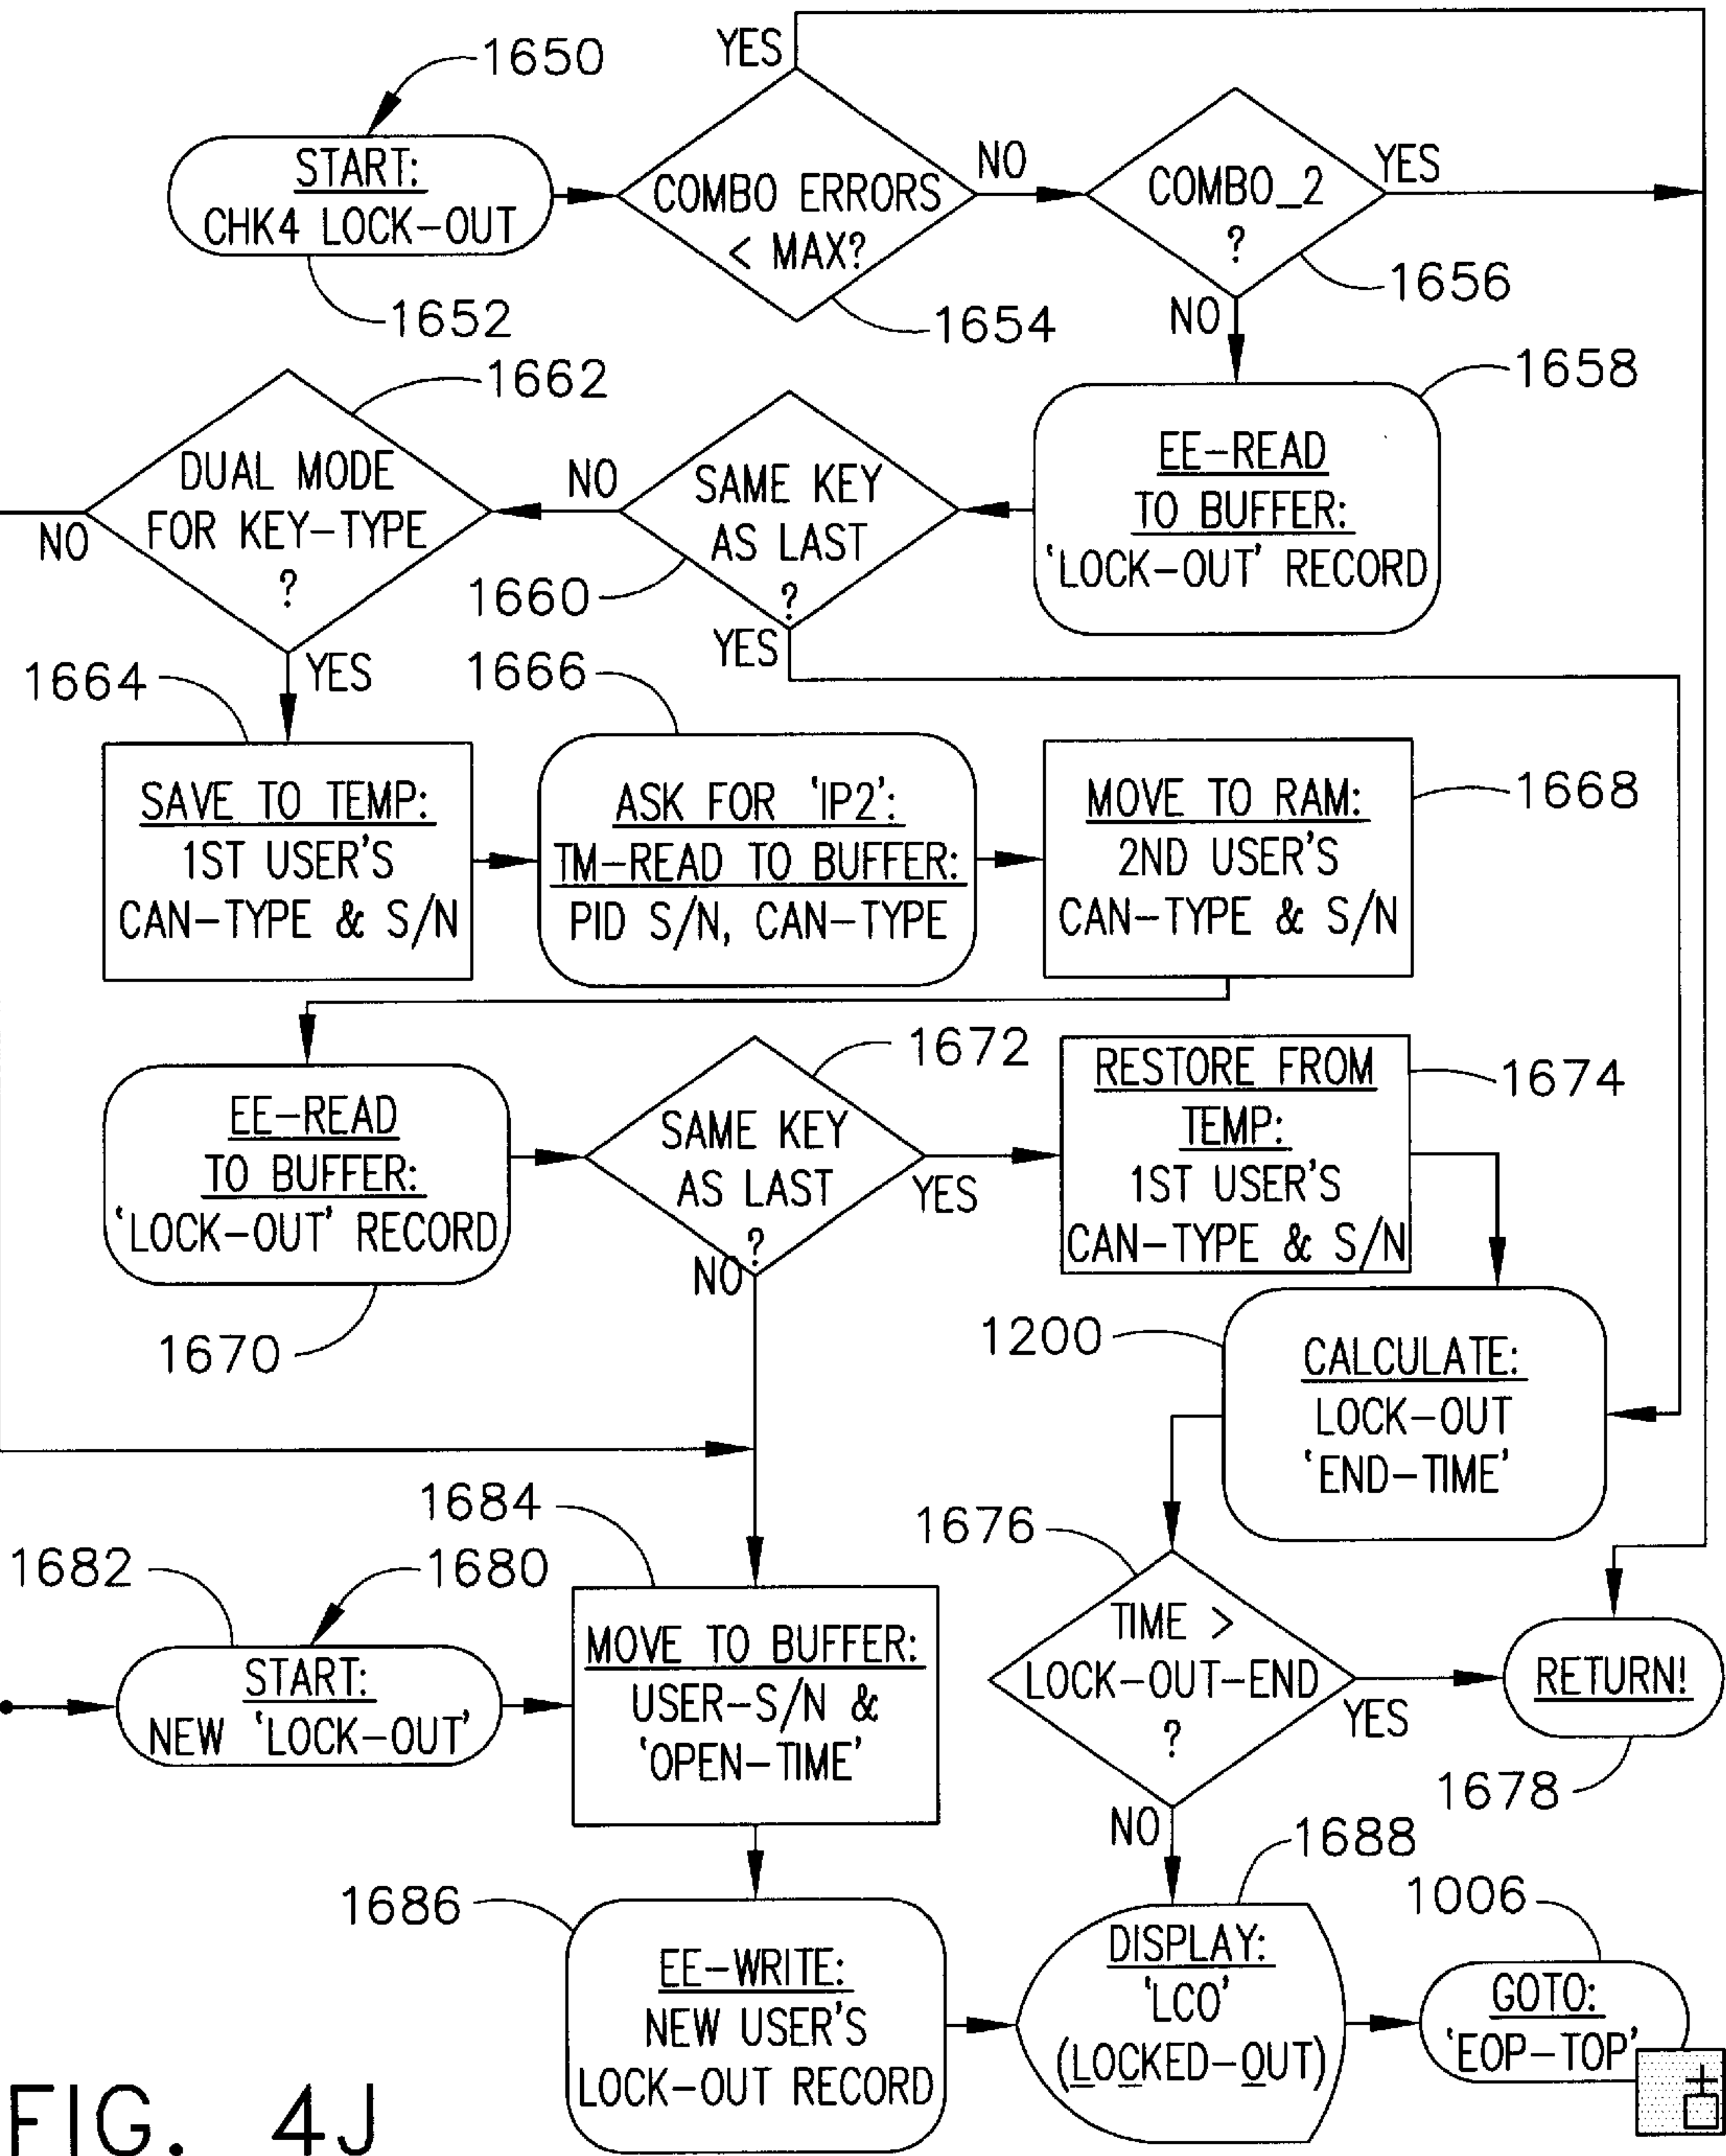 1650
START:
CHK4 LOCK-OUT
1652
YES
COMBO ERRORS
< MAX?
1654
NO
COMBO_2
?
YES
1656
NO
1662
DUAL MODE
FOR KEY-TYPE
?
NO
YES
NO
SAME KEY
AS LAST
?
1660
YES
1658
EE-READ
TO BUFFER:
'LOCK-OUT' RECORD
1664
SAVE TO TEMP:
1ST USER'S
CAN-TYPE & S/N
1666
ASK FOR 'IP2':
TM-READ TO BUFFER:
PID S/N, CAN-TYPE
1668
MOVE TO RAM:
2ND USER'S
CAN-TYPE & S/N
EE-READ
TO BUFFER:
'LOCK-OUT' RECORD
1670
1672
SAME KEY
AS LAST
?
YES
NO
1674
RESTORE FROM
TEMP:
1ST USER'S
CAN-TYPE & S/N
1200
CALCULATE:
LOCK-OUT
'END-TIME'
1682
1680
START:
NEW 'LOCK-OUT'
1684
MOVE TO BUFFER:
USER-S/N &
'OPEN-TIME'
1676
TIME >
LOCK-OUT-END
?
YES
NO
RETURN!
1678
1686
EE-WRITE:
NEW USER'S
LOCK-OUT RECORD
1688
DISPLAY:
'LCO'
(LOCKED-OUT)
1006
GOTO:
'EOP-TOP'
FIG. 4J